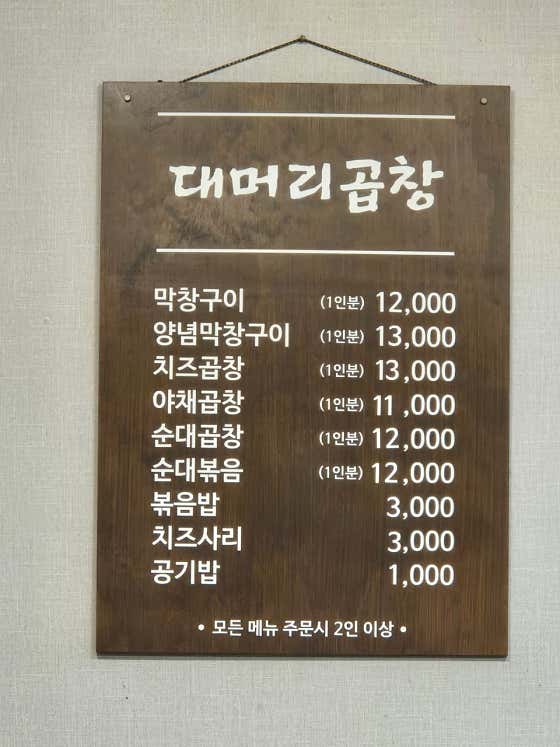 대머리곱창
막창구이 (1인분) 12,000
양념막창구이 (1인분) 13,000
치즈곱창 (1인분) 13,000
야채곱창 (1인분) 11,000
순대곱창 (1인분) 12,000
순대볶음 (1인분) 12,000
볶음밥 3,000
치즈사리 3,000
공기밥 1,000
• 모든 메뉴 주문시 2인 이상 •